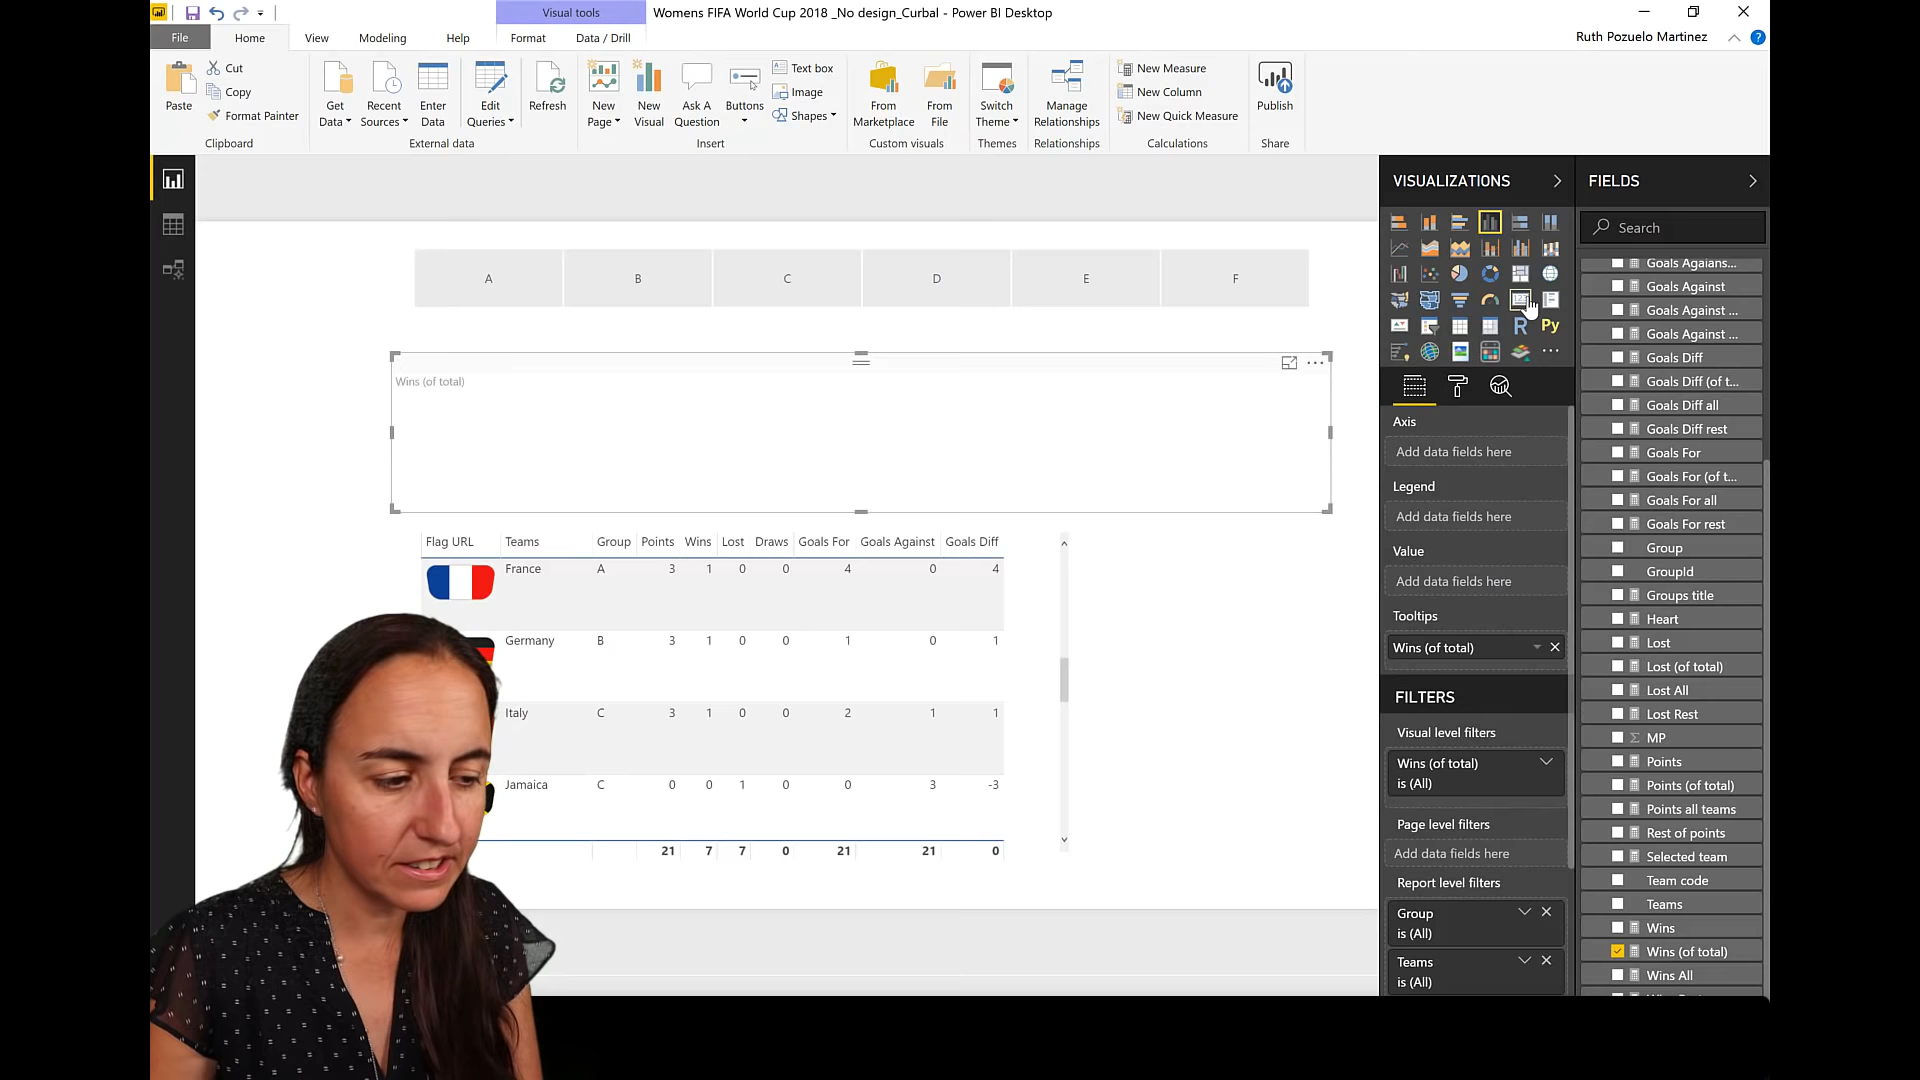 Visual tools
Womens FIFA World Cup 2018 _No design_Curbal - Power BI Desktop
File
Home
View
Modeling
Help
Format
Data / Drill
Ruth Pozuelo Martinez
?
Paste
Cut
Copy
Format Painter
Clipboard
Get Data
Recent Sources
Enter Data
Edit Queries
External data
Refresh
New Page
New Visual
Ask A Question
Buttons
Text box
Image
Shapes
Insert
From Marketplace
From File
Custom visuals
Switch Theme
Themes
Manage Relationships
Relationships
New Measure
New Column
New Quick Measure
Calculations
Publish
Share
A B C D E F
Wins (of total)
Flag URL Teams Group Points Wins Lost Draws Goals For Goals Against Goals Diff
France A 3 1 0 0 4 0 4
Germany B 3 1 0 0 1 0 1
Italy C 3 1 0 0 2 1 1
Jamaica C 0 0 1 0 0 3 -3
21 7 7 0 21 21 0
VISUALIZATIONS
123
R
Py
Axis
Add data fields here
Legend
Add data fields here
Value
Add data fields here
Tooltips
Wins (of total)
FILTERS
Visual level filters
Wins (of total)
is (All)
Page level filters
Add data fields here
Report level filters
Group
is (All)
Teams
is (All)
FIELDS
Search
Goals Agaians...
Goals Against
Goals Against ...
Goals Against ...
Goals Diff
Goals Diff (of t...
Goals Diff all
Goals Diff rest
Goals For
Goals For (of t...
Goals For all
Goals For rest
Group
GroupId
Groups title
Heart
Lost
Lost (of total)
Lost All
Lost Rest
Σ MP
Points
Points (of total)
Points all teams
Rest of points
Selected team
Team code
Teams
Wins
Wins (of total)
Wins All